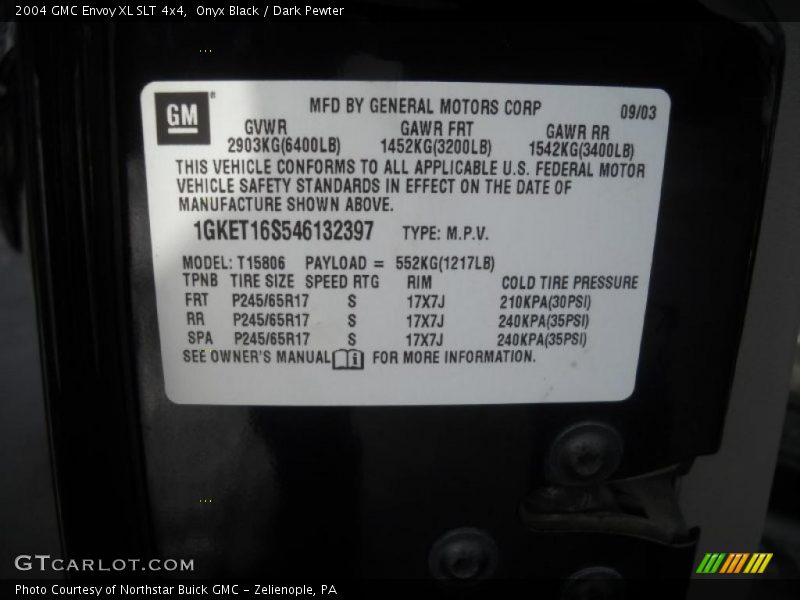 2004 GMC Envoy XL SLT 4x4,  Onyx Black / Dark Pewter
GM® MFD BY GENERAL MOTORS CORP 09/03
GVWR GAWR FRT GAWR RR
2903KG(6400LB) 1452KG(3200LB) 1542KG(3400LB)
THIS VEHICLE CONFORMS TO ALL APPLICABLE U.S. FEDERAL MOTOR
VEHICLE SAFETY STANDARDS IN EFFECT ON THE DATE OF
MANUFACTURE SHOWN ABOVE.
1GKET16S546132397 TYPE: M.P.V.
MODEL: T15806 PAYLOAD = 552KG(1217LB)
TPNB TIRE SIZE SPEED RTG RIM COLD TIRE PRESSURE
FRT P245/65R17 S 17X7J 210KPA(30PSI)
RR P245/65R17 S 17X7J 240KPA(35PSI)
SPA P245/65R17 S 17X7J 240KPA(35PSI)
SEE OWNER'S MANUAL i FOR MORE INFORMATION.
GTCARLOT.COM
Photo Courtesy of Northstar Buick GMC - Zelienople, PA